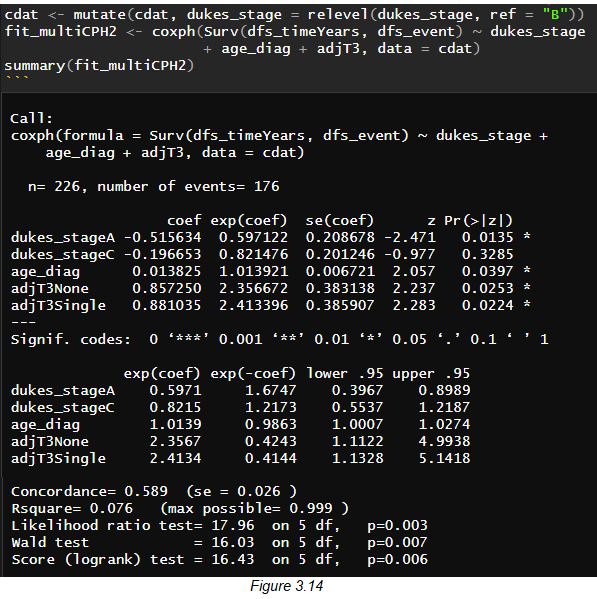 cdat <- mutate(cdat, dukes_stage = relevel(dukes_stage, ref = "B"))
fit_multiCPH2 <- coxph(Surv(dfs_timeYears, dfs_event) ~ dukes_stage
+ age_diag + adjT3, data = cdat)
summary(fit_multiCPH2)
```
Call:
coxph(formula = Surv(dfs_timeYears, dfs_event) ~ dukes_stage +
age_diag + adjT3, data = cdat)
n= 226, number of events= 176
coef exp(coef) se(coef) z Pr(>|z|)
dukes_stageA -0.515634 0.597122 0.208678 -2.471 0.0135 *
dukes_stageC -0.196653 0.821476 0.201246 -0.977 0.3285
age_diag 0.013825 1.013921 0.006721 2.057 0.0397 *
adjT3None 0.857250 2.356672 0.383138 2.237 0.0253 *
adjT3Single 0.881035 2.413396 0.385907 2.283 0.0224 *
---
Signif. codes: 0 ‘***’ 0.001 ‘**’ 0.01 ‘*’ 0.05 ‘.’ 0.1 ‘ ’ 1
exp(coef) exp(-coef) lower .95 upper .95
dukes_stageA 0.5971 1.6747 0.3967 0.8989
dukes_stageC 0.8215 1.2173 0.5537 1.2187
age_diag 1.0139 0.9863 1.0007 1.0274
adjT3None 2.3567 0.4243 1.1122 4.9938
adjT3Single 2.4134 0.4144 1.1328 5.1418
Concordance= 0.589 (se = 0.026 )
Rsquare= 0.076 (max possible= 0.999 )
Likelihood ratio test= 17.96 on 5 df, p=0.003
Wald test = 16.03 on 5 df, p=0.007
Score (logrank) test = 16.43 on 5 df, p=0.006
Figure 3.14